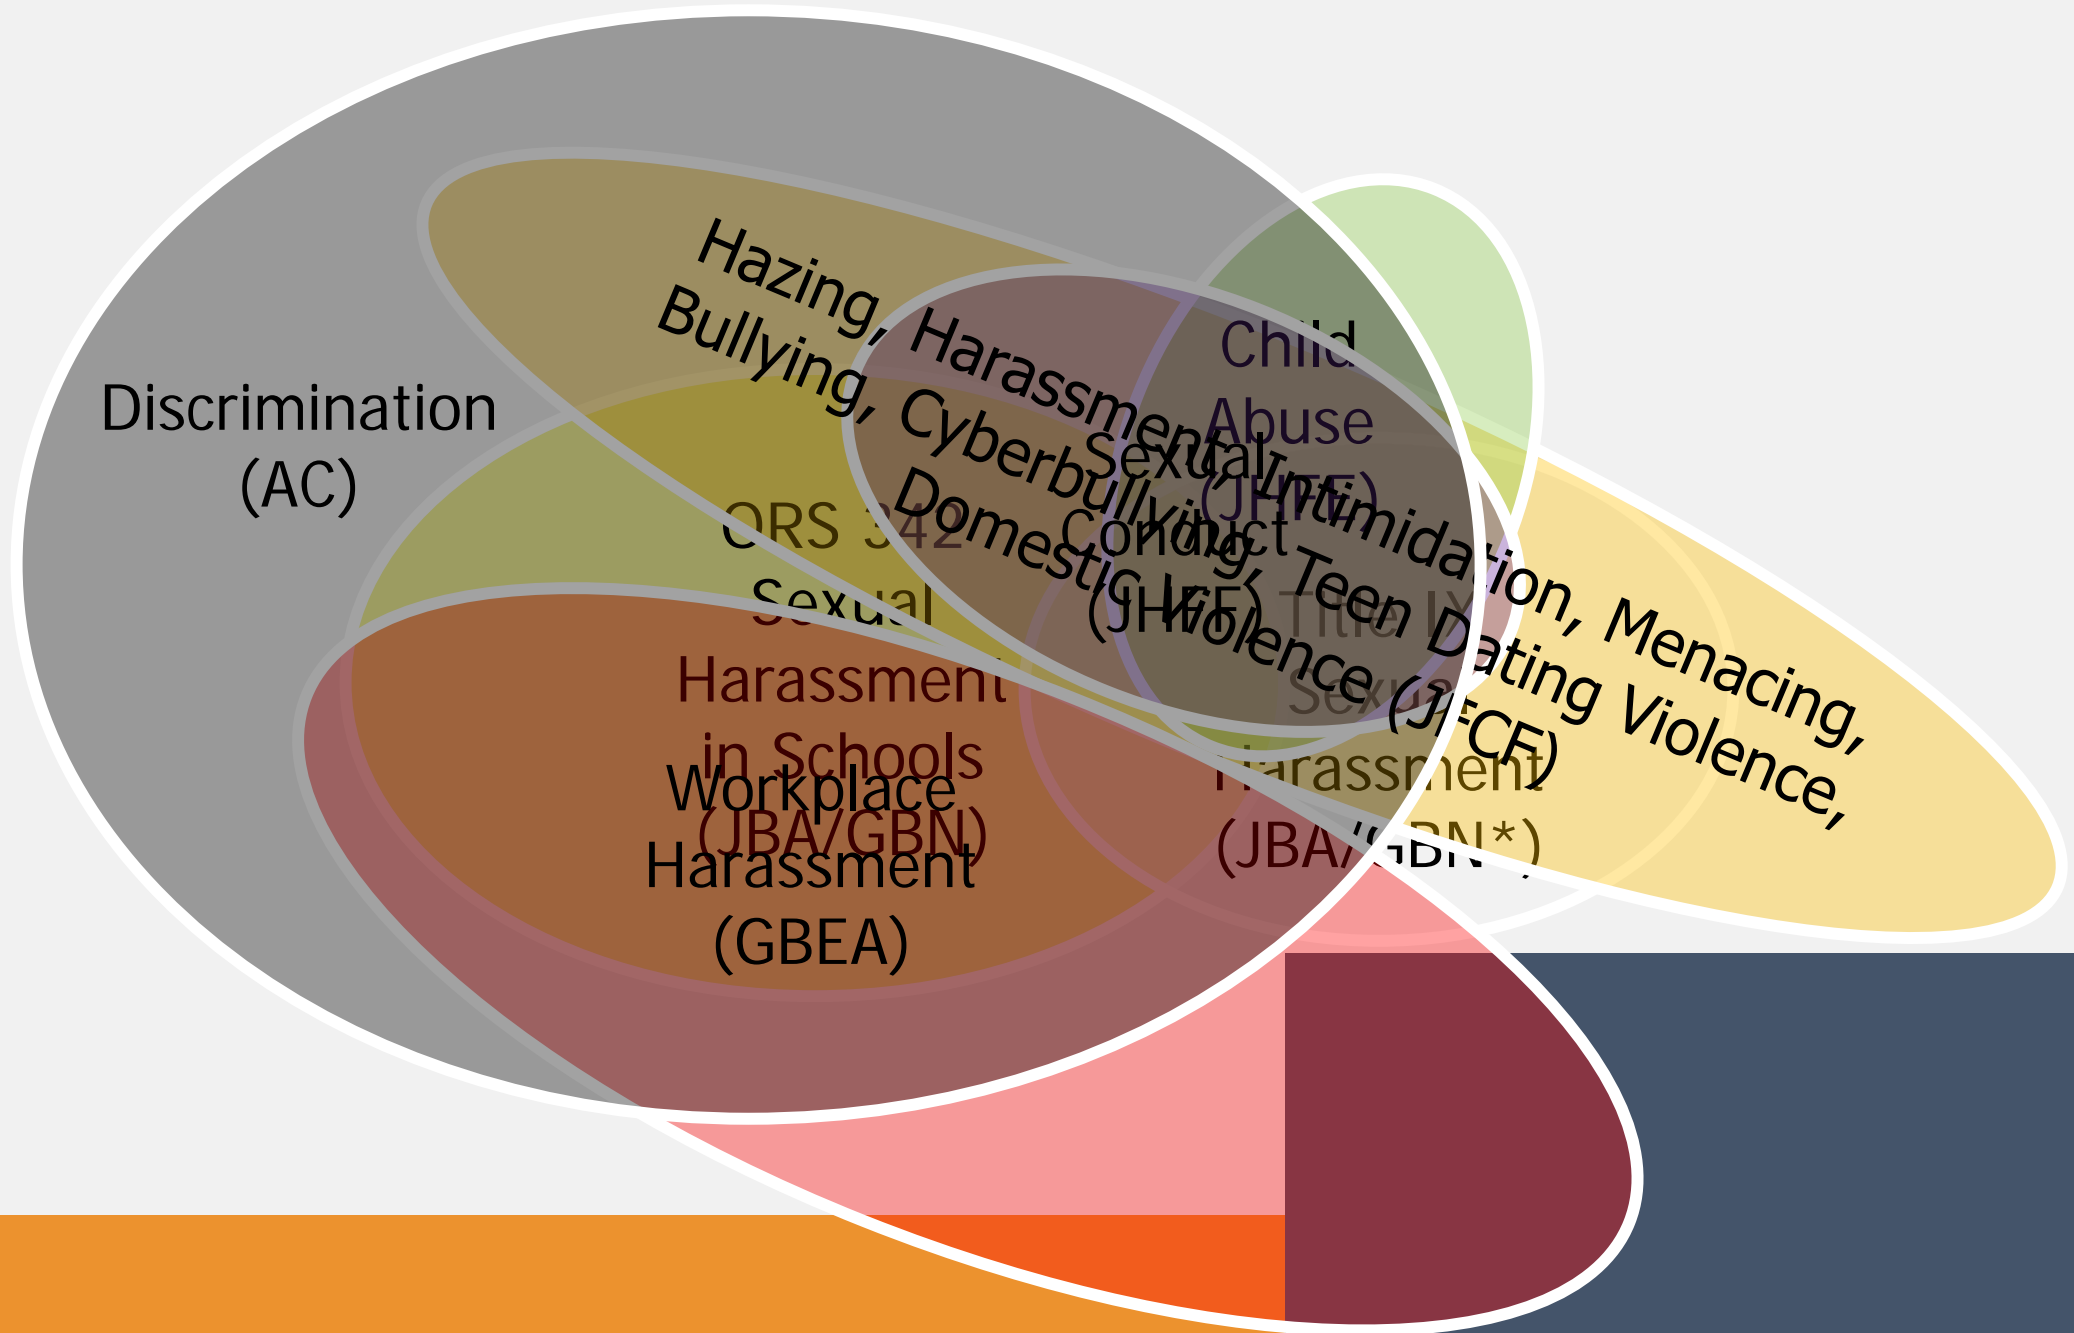 Discrimination
(AC)
Hazing, Harassment, Intimidation, Menacing,
Bullying, Cyberbullying, Teen Dating Violence,
Domestic Violence (JFCF)
Child
Abuse
(JHFE)
Sexual
Conduct
(JHFF)
ORS 342
Sexual
Harassment
in Schools
(JBA/GBN)
Title IX
Sexual
Harassment
(JBA/GBN*)
Workplace
Harassment
(GBEA)